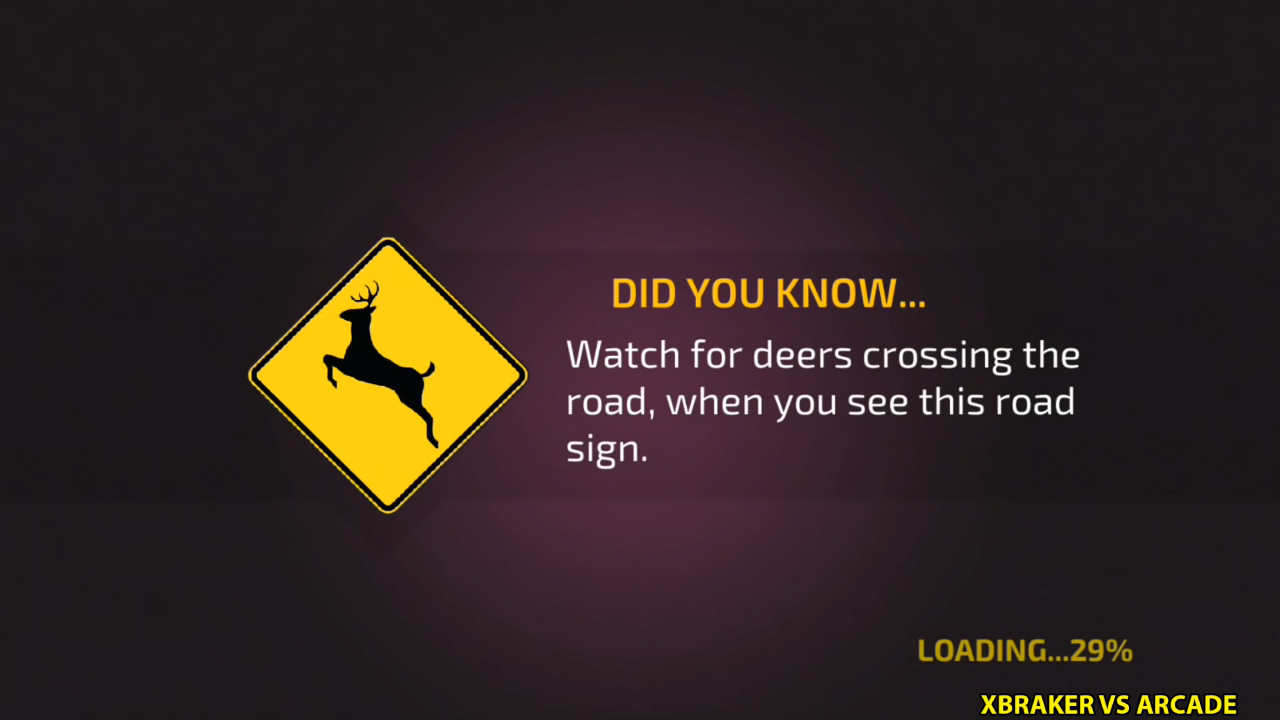 DID YOU KNOW...
Watch for deers crossing the
road, when you see this road
sign.
LOADING...29%
XBRAKER VS ARCADE